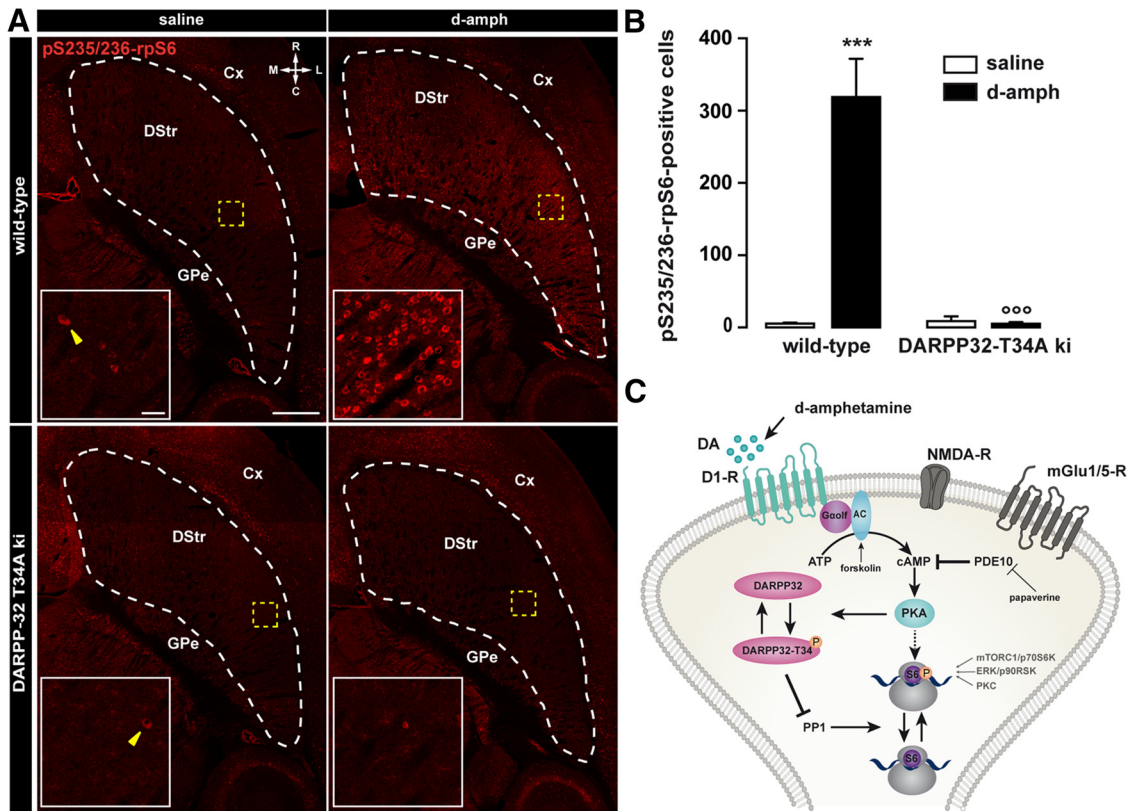 A
saline
d-amph
wild-type
pS235/236-rpS6
R
M
L
C
Cx
DStr
GPe
Cx
DStr
GPe
DARPP-32 T34A ki
Cx
DStr
GPe
Cx
DStr
GPe
B
pS235/236-rpS6-positive cells
400
300
200
100
0
***
°°°
saline
d-amph
wild-type
DARPP32-T34A ki
C
d-amphetamine
DA
D1-R
NMDA-R
mGlu1/5-R
Gαolf
AC
ATP
cAMP
PDE10
forskolin
papaverine
DARPP32
PKA
DARPP32-T34
P
mTORC1/p70S6K
S6
P
ERK/p90RSK
PKC
PP1
S6